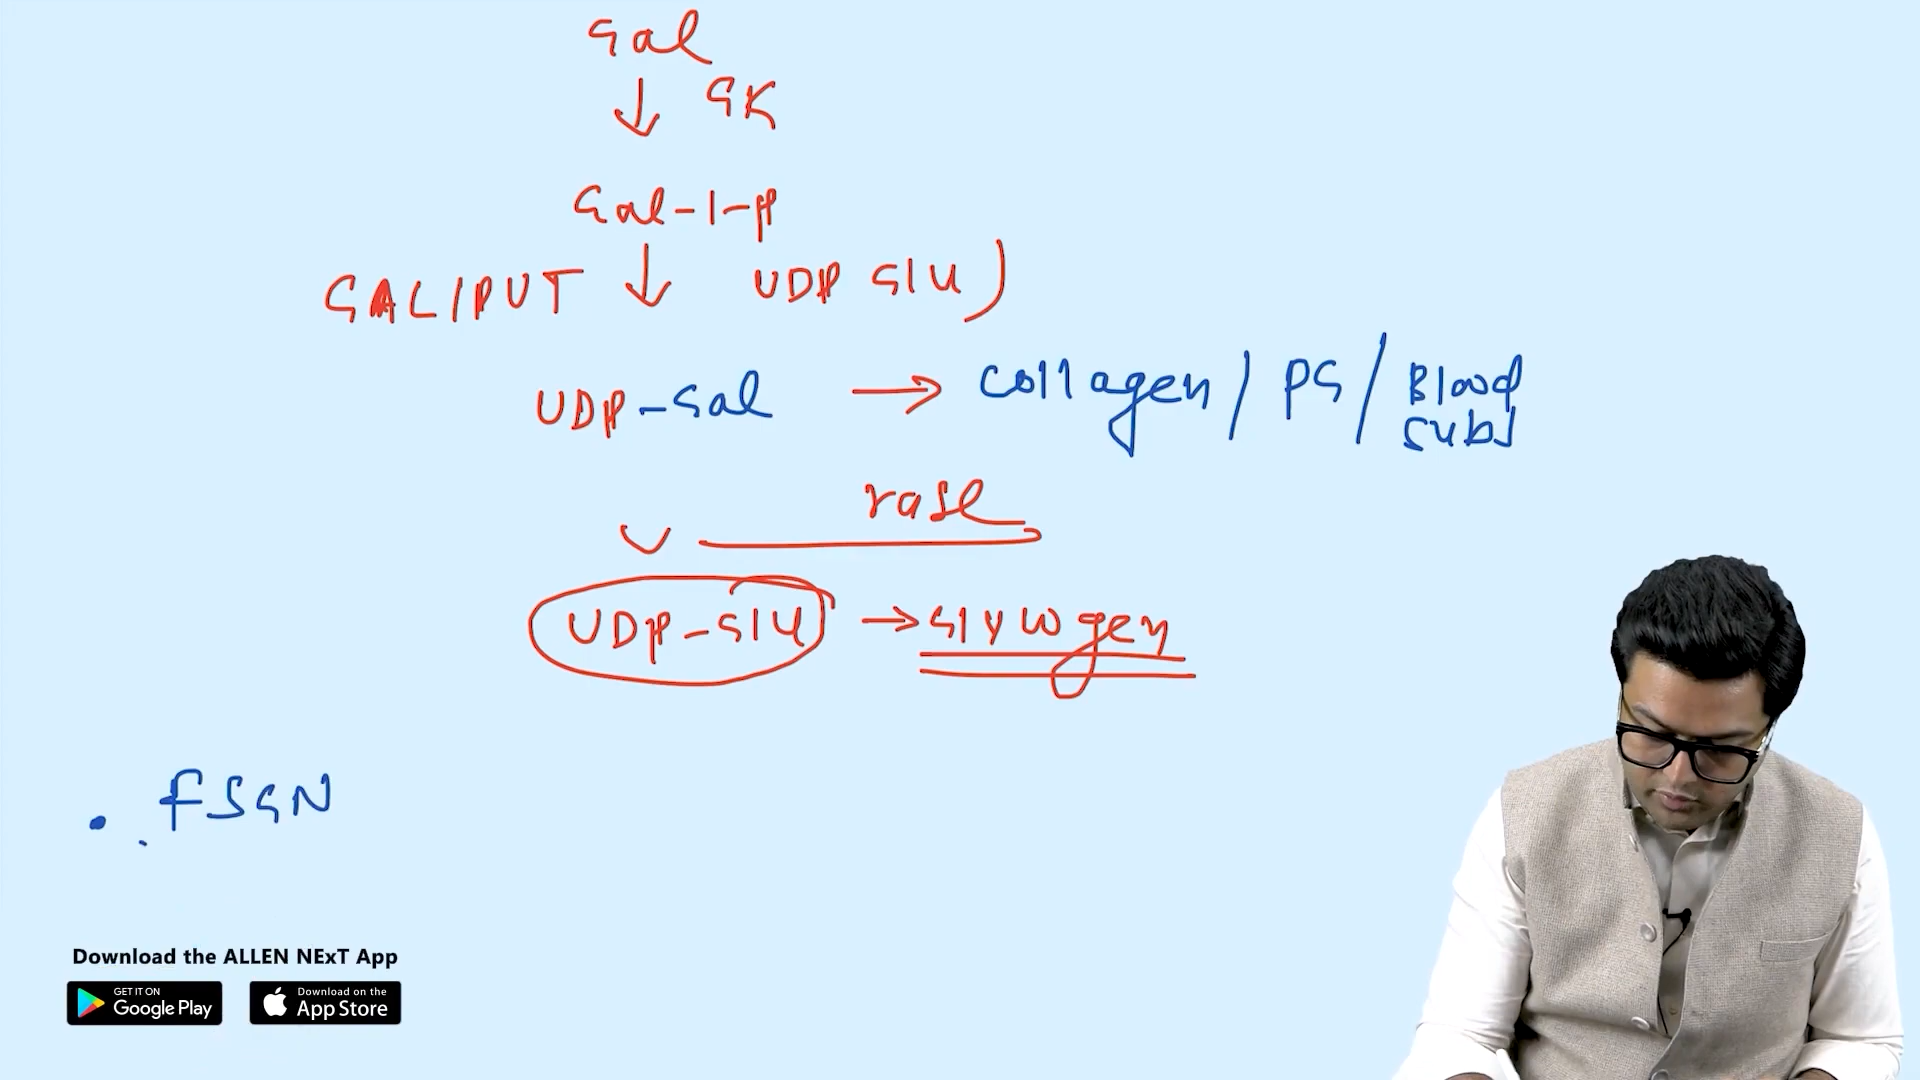 Gal
↓ GK
Gal-1-P
GAL1PUT ↓ UDP Glu)
UDP-Gal → Collagen / PG / Blood Subs
rase
UDP-Glu → Glycogen
. FSGN
Download the ALLEN NExT App
GET IT ON Google Play
Download on the App Store